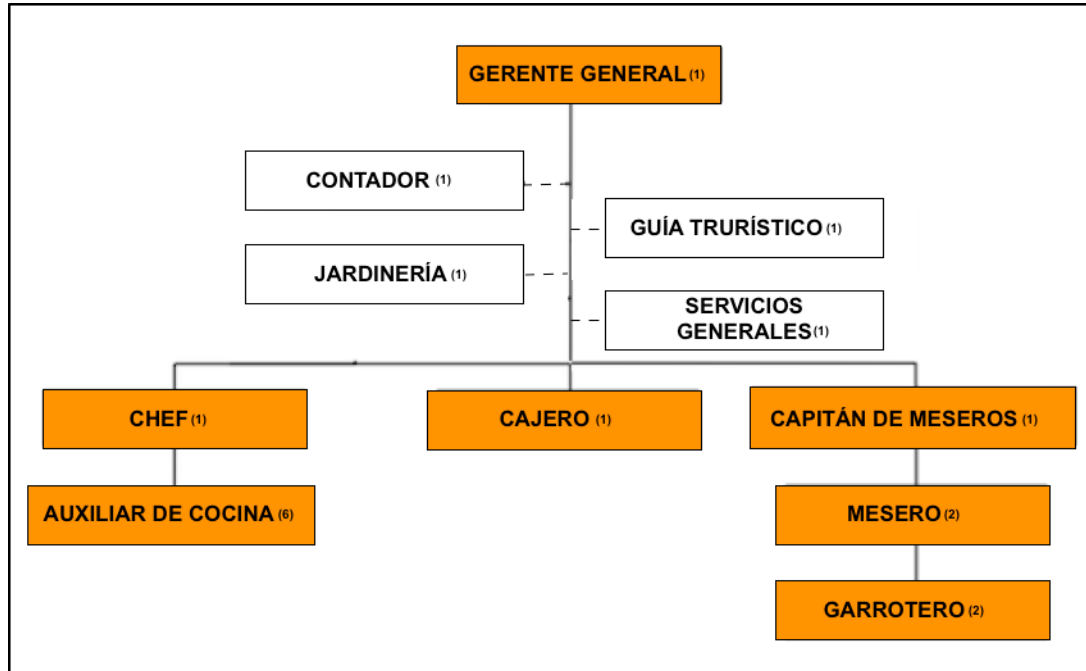 GERENTE GENERAL (1)
CONTADOR (1)
GUÍA TRURÍSTICO (1)
JARDINERÍA (1)
SERVICIOS
GENERALES (1)
CHEF (1)
CAJERO (1)
CAPITÁN DE MESEROS (1)
AUXILIAR DE COCINA (6)
MESERO (2)
GARROTERO (2)